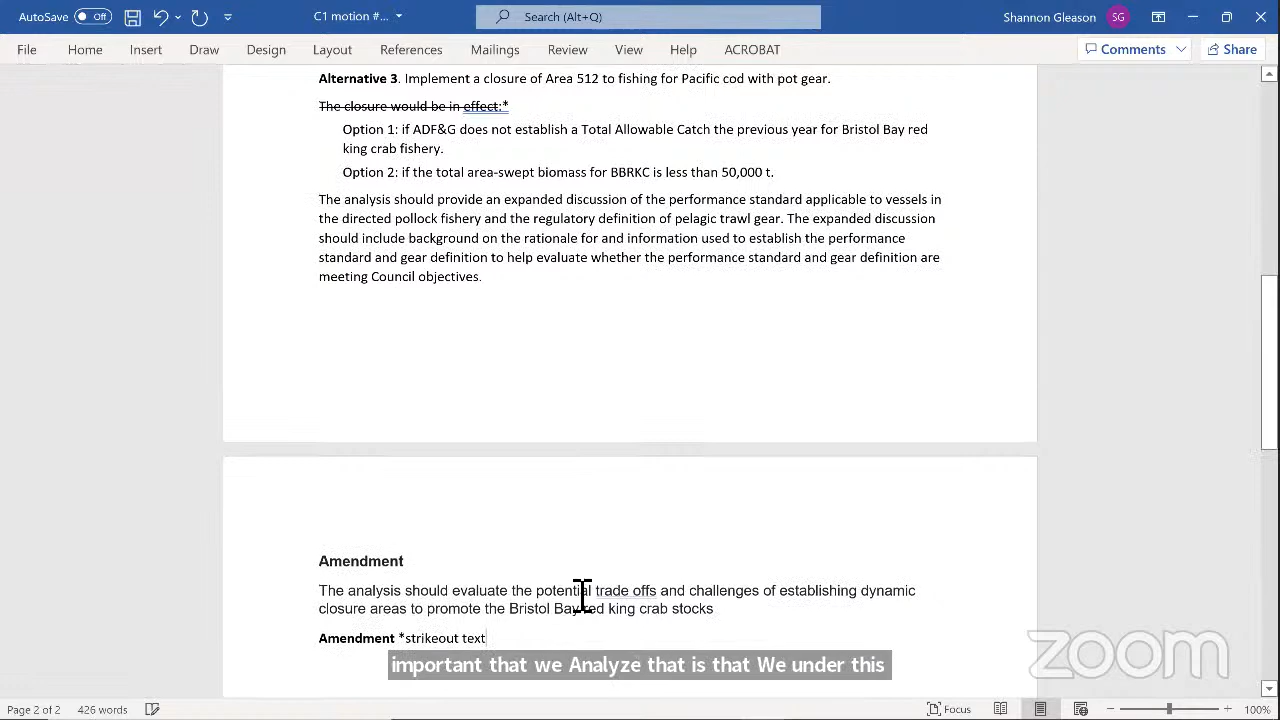 AutoSave Off C1 motion #... Search (Alt+Q) Shannon Gleason SG
File Home Insert Draw Design Layout References Mailings Review View Help ACROBAT Comments Share
Alternative 3. Implement a closure of Area 512 to fishing for Pacific cod with pot gear.
The closure would be in effect:*
Option 1: if ADF&G does not establish a Total Allowable Catch the previous year for Bristol Bay red
king crab fishery.
Option 2: if the total area-swept biomass for BBRKC is less than 50,000 t.
The analysis should provide an expanded discussion of the performance standard applicable to vessels in
the directed pollock fishery and the regulatory definition of pelagic trawl gear. The expanded discussion
should include background on the rationale for and information used to establish the performance
standard and gear definition to help evaluate whether the performance standard and gear definition are
meeting Council objectives.
Amendment
The analysis should evaluate the potential trade offs and challenges of establishing dynamic
closure areas to promote the Bristol Bay red king crab stocks
Amendment *strikeout text
important that we Analyze that is that We under this
zoom
Page 2 of 2 426 words Focus 100%